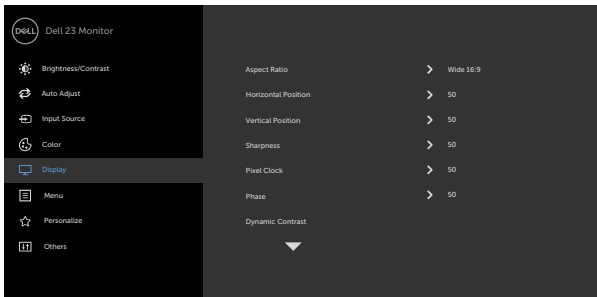 DELL Dell 23 Monitor
Brightness/Contrast
Auto Adjust
Input Source
Color
Display
Menu
Personalize
Others
Aspect Ratio Wide 16:9
Horizontal Position 50
Vertical Position 50
Sharpness 50
Pixel Clock 50
Phase 50
Dynamic Contrast